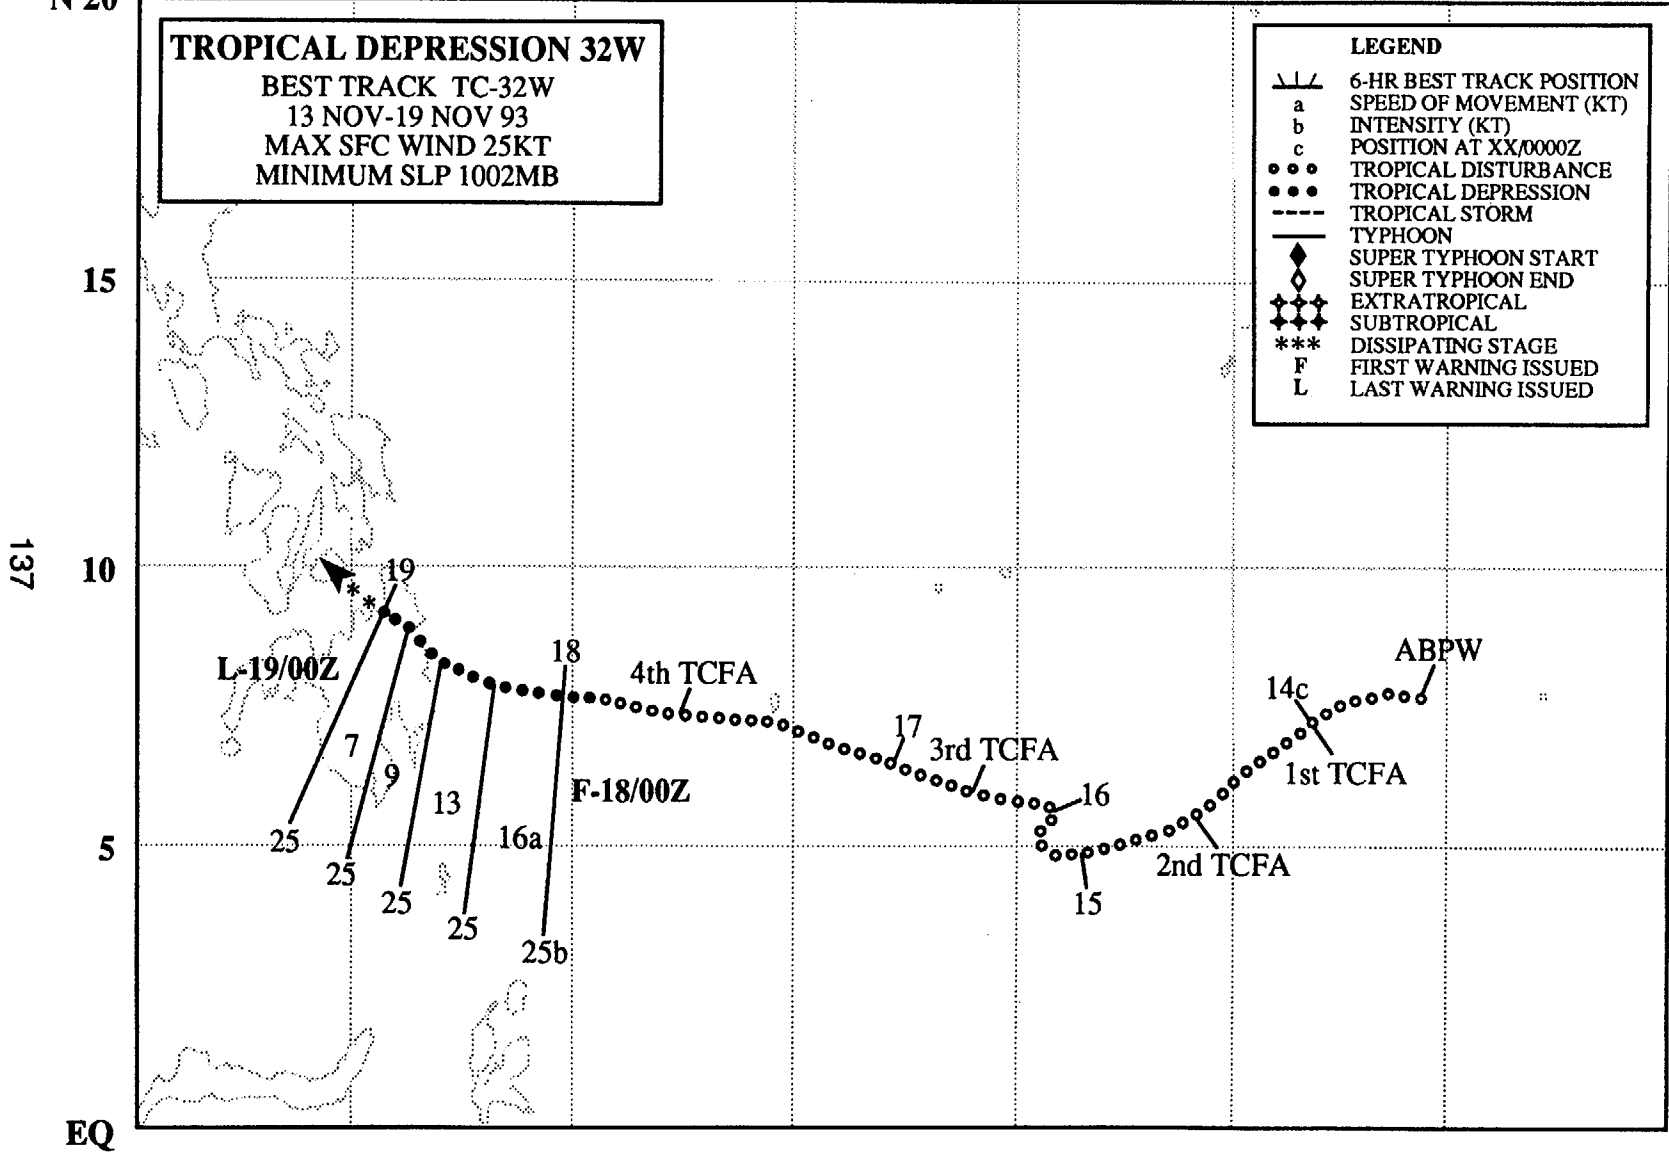 N 20
TROPICAL DEPRESSION 32W
BEST TRACK TC-32W
13 NOV-19 NOV 93
MAX SFC WIND 25KT
MINIMUM SLP 1002MB
LEGEND
6-HR BEST TRACK POSITION
a SPEED OF MOVEMENT (KT)
b INTENSITY (KT)
c POSITION AT XX/0000Z
TROPICAL DISTURBANCE
TROPICAL DEPRESSION
TROPICAL STORM
TYPHOON
SUPER TYPHOON START
SUPER TYPHOON END
EXTRATROPICAL
SUBTROPICAL
*** DISSIPATING STAGE
F FIRST WARNING ISSUED
L LAST WARNING ISSUED
15
137
10
19
L-19/00Z
18
4th TCFA
ABPW
14c
17
3rd TCFA
1st TCFA
7
9
13
16a
F-18/00Z
16
5
25
25
25
25
25b
2nd TCFA
15
EQ